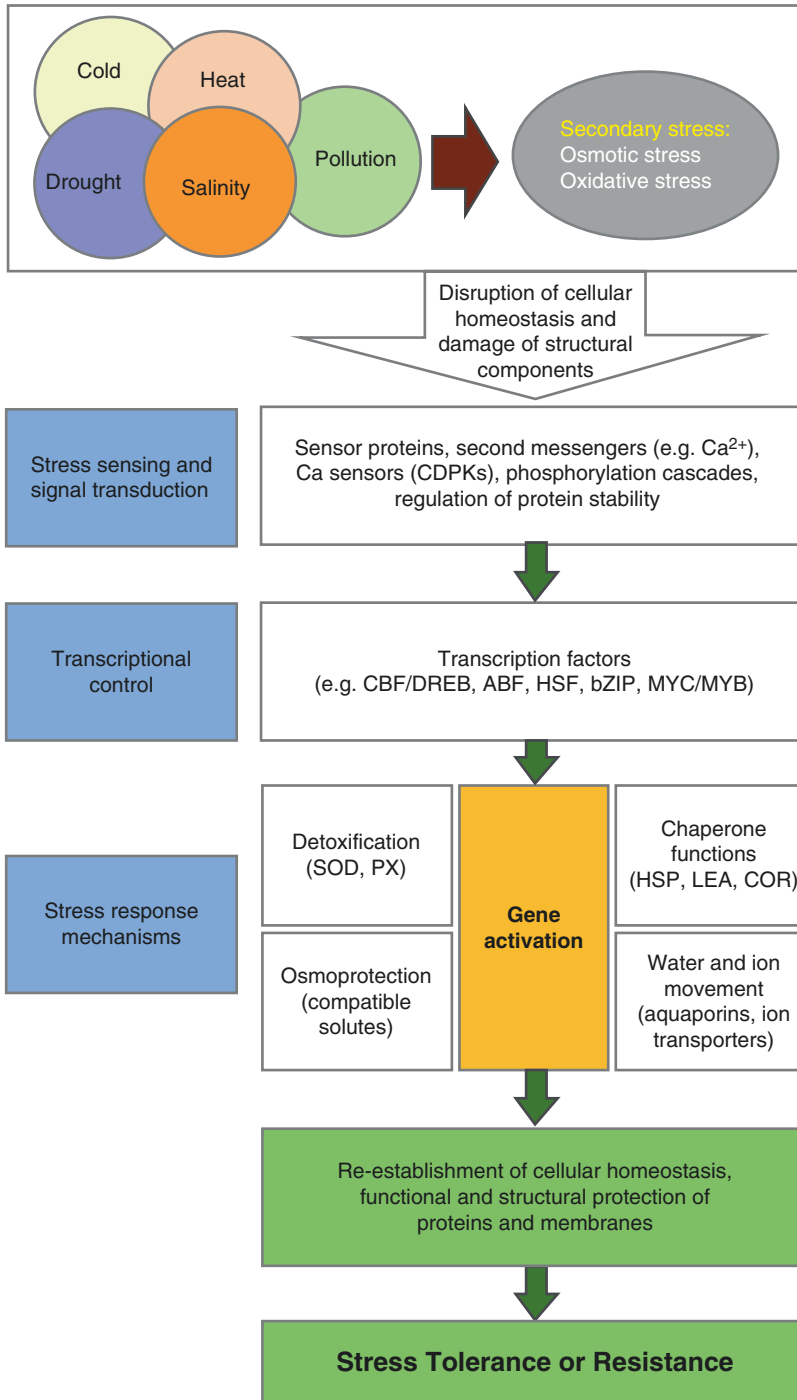 Cold
Heat
Pollution
Drought
Salinity
Secondary stress:
Osmotic stress
Oxidative stress
Disruption of cellular
homeostasis and
damage of structural
components
Stress sensing and
signal transduction
Sensor proteins, second messengers (e.g. Ca²⁺),
Ca sensors (CDPKs), phosphorylation cascades,
regulation of protein stability
Transcriptional
control
Transcription factors
(e.g. CBF/DREB, ABF, HSF, bZIP, MYC/MYB)
Stress response
mechanisms
Detoxification
(SOD, PX)
Osmoprotection
(compatible
solutes)
Gene
activation
Chaperone
functions
(HSP, LEA, COR)
Water and ion
movement
(aquaporins, ion
transporters)
Re-establishment of cellular homeostasis,
functional and structural protection of
proteins and membranes
Stress Tolerance or Resistance